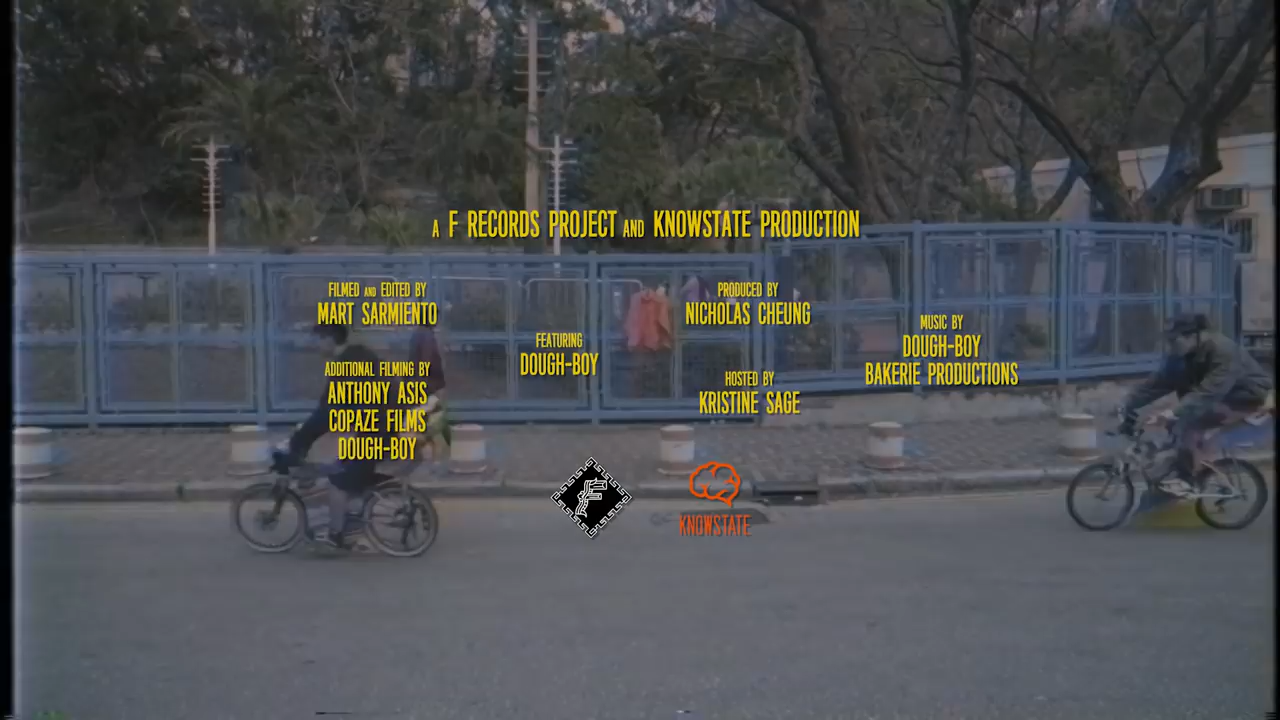 A F RECORDS PROJECT AND KNOWSTATE PRODUCTION
FILMED AND EDITED BY
MART SARMIENTO
ADDITIONAL FILMING BY
ANTHONY ASIS
COPAZE FILMS
DOUGH-BOY
FEATURING
DOUGH-BOY
PRODUCED BY
NICHOLAS CHEUNG
HOSTED BY
KRISTINE SAGE
MUSIC BY
DOUGH-BOY
BAKERIE PRODUCTIONS
F
KNOWSTATE